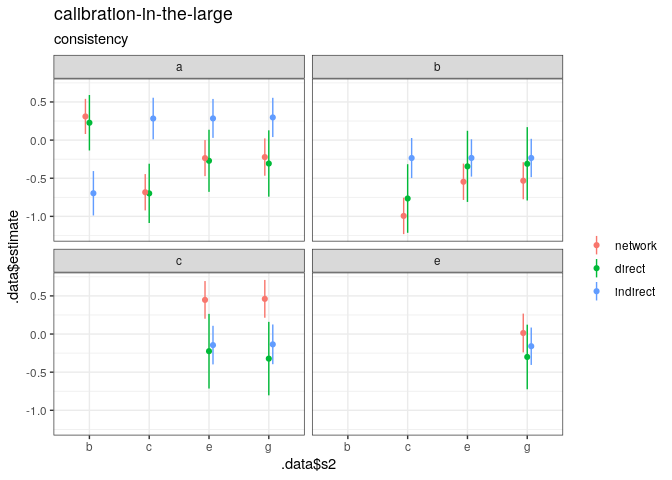 calibration-in-the-large
consistency
a
b
0.5
0.0
-0.5
-1.0
c
e
0.5
0.0
-0.5
-1.0
b c e g
b c e g
.data$s2
.data$estimate
network
direct
indirect